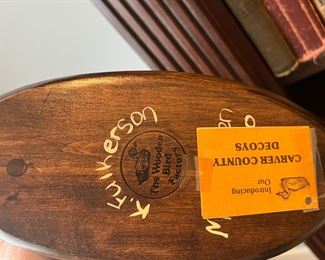 K. Fulkerson
The Wooden
Bird
Factory
Introducing
Our
CARVER COUNTY
DECOYS